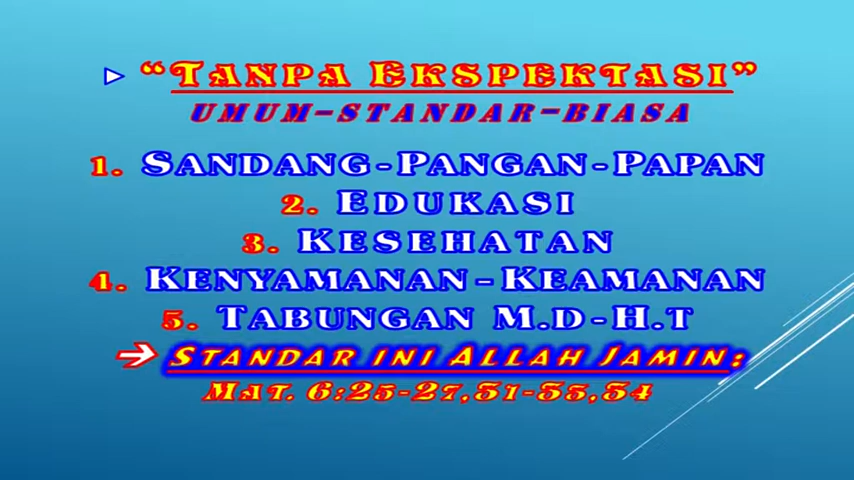 ➤ “TANPA EKSPEKTASI”
UMUM-STANDAR-BIASA
1. SANDANG-PANGAN-PAPAN
2. EDUKASI
3. KESEHATAN
4. KENYAMANAN-KEAMANAN
5. TABUNGAN M.D-H.T
→ STANDAR INI ALLAH JAMIN:
MAT. 6:25-27,31-33,34